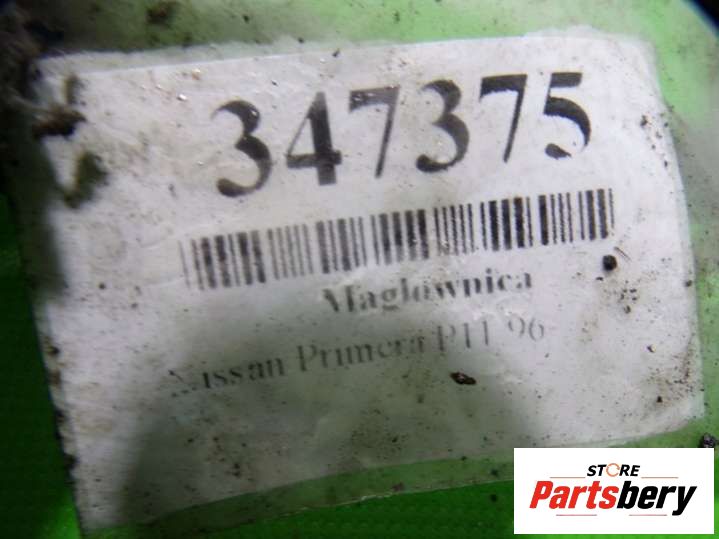 347375
Maglownica
Nissan Primera P11 96-
STORE
Partsbery